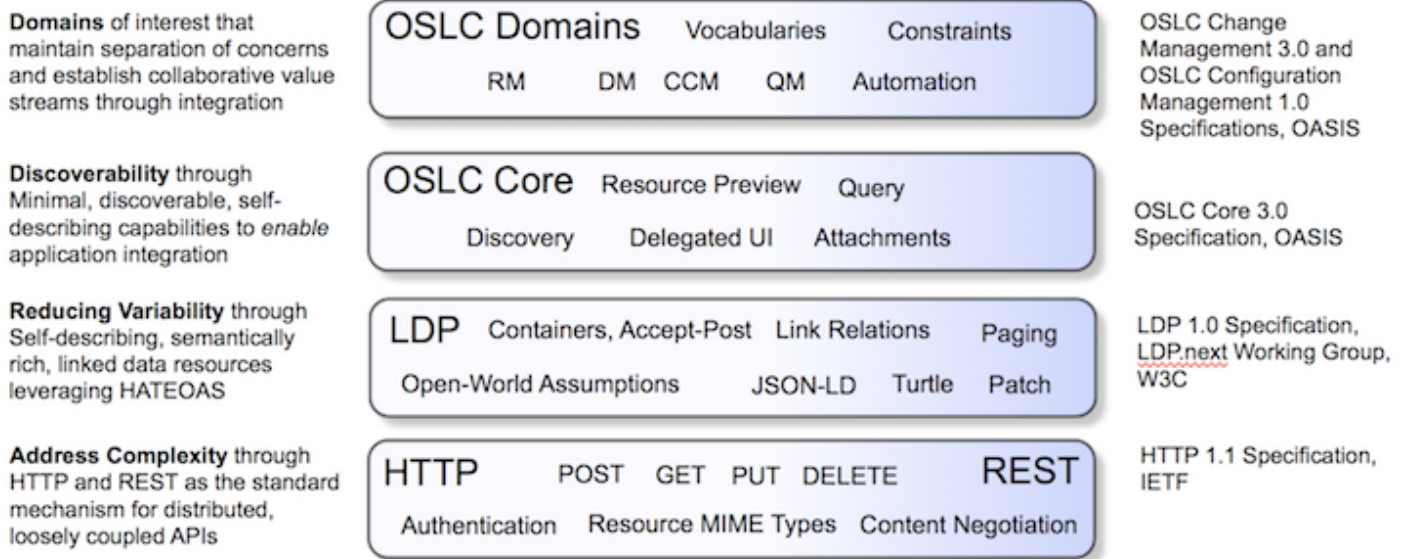 Domains of interest that
maintain separation of concerns
and establish collaborative value
streams through integration
OSLC Domains Vocabularies Constraints
RM DM CCM QM Automation
OSLC Change
Management 3.0 and
OSLC Configuration
Management 1.0
Specifications, OASIS
Discoverability through
Minimal, discoverable, self-
describing capabilities to enable
application integration
OSLC Core Resource Preview Query
Discovery Delegated UI Attachments
OSLC Core 3.0
Specification, OASIS
Reducing Variability through
Self-describing, semantically
rich, linked data resources
leveraging HATEOAS
LDP Containers, Accept-Post Link Relations Paging
Open-World Assumptions JSON-LD Turtle Patch
LDP 1.0 Specification,
LDP.next Working Group,
W3C
Address Complexity through
HTTP and REST as the standard
mechanism for distributed,
loosely coupled APIs
HTTP POST GET PUT DELETE REST
Authentication Resource MIME Types Content Negotiation
HTTP 1.1 Specification,
IETF